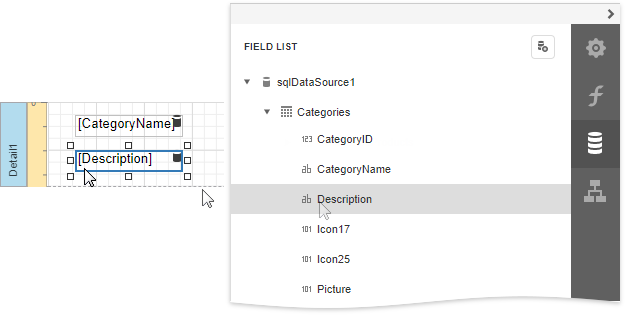 Detail1
[CategoryName]
[Description]
FIELD LIST
sqlDataSource1
Categories
123 CategoryID
ab CategoryName
ab Description
101 Icon17
101 Icon25
101 Picture